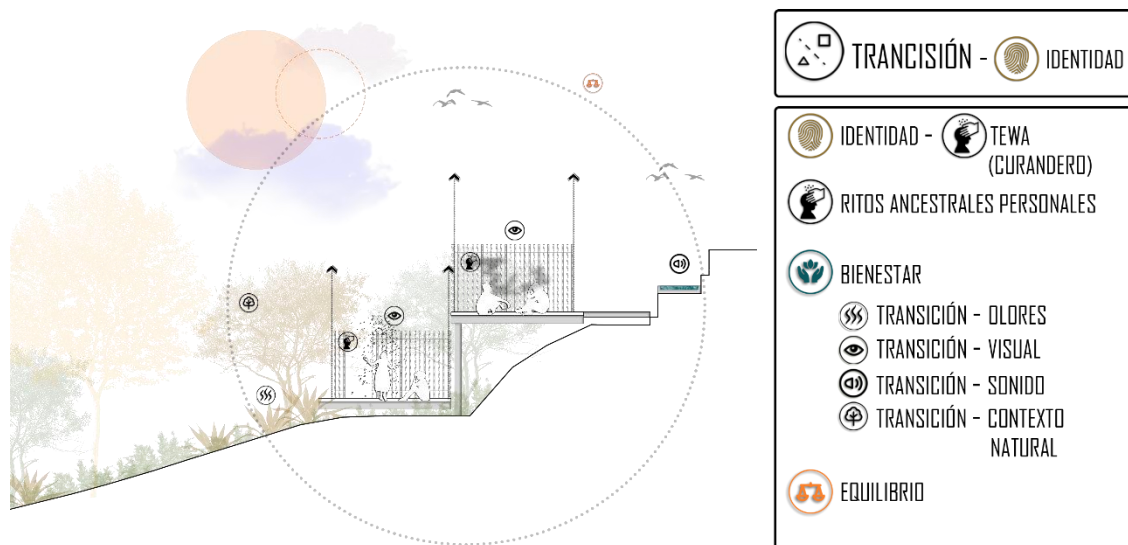 TRANCISIÓN - IDENTIDAD
IDENTIDAD - TEWA
(CURANDERO)
RITOS ANCESTRALES PERSONALES
BIENESTAR
TRANSICIÓN - OLORES
TRANSICIÓN - VISUAL
TRANSICIÓN - SONIDO
TRANSICIÓN - CONTEXTO
NATURAL
EQUILIBRIO